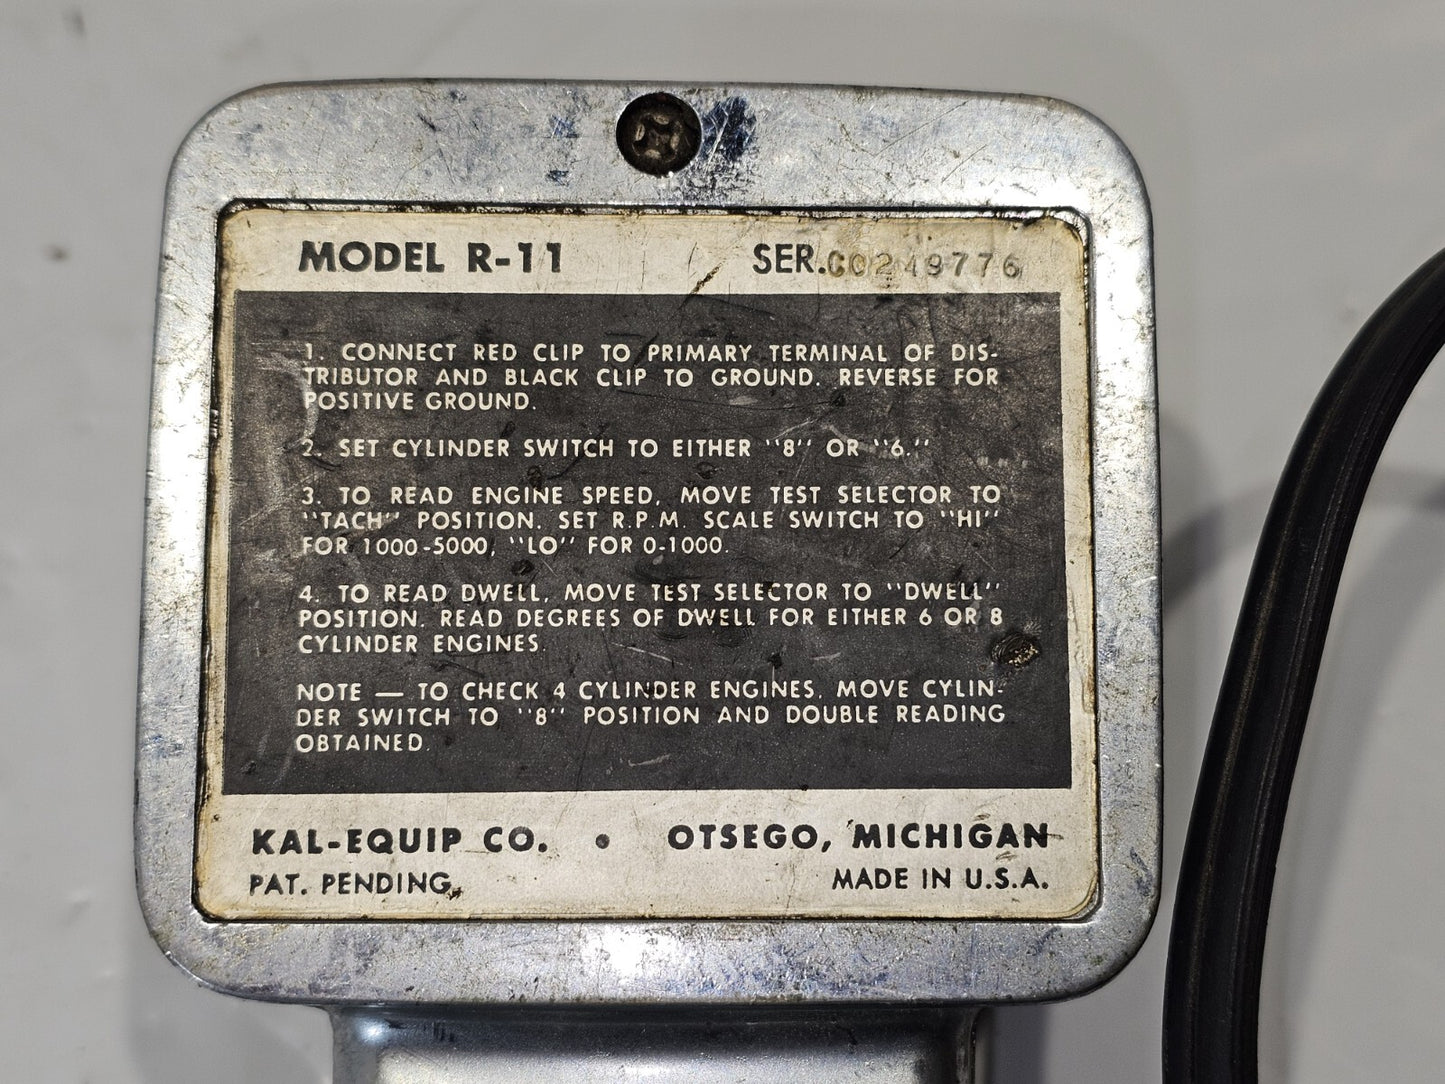 MODEL R-11 SER. C0249776
1. CONNECT RED CLIP TO PRIMARY TERMINAL OF DIS-
TRIBUTOR AND BLACK CLIP TO GROUND. REVERSE FOR
POSITIVE GROUND.
2. SET CYLINDER SWITCH TO EITHER "8" OR "6."
3. TO READ ENGINE SPEED, MOVE TEST SELECTOR TO
"TACH" POSITION. SET R.P.M. SCALE SWITCH TO "HI"
FOR 1000-5000, "LO" FOR 0-1000.
4. TO READ DWELL, MOVE TEST SELECTOR TO "DWELL"
POSITION. READ DEGREES OF DWELL FOR EITHER 6 OR 8
CYLINDER ENGINES.
NOTE — TO CHECK 4 CYLINDER ENGINES, MOVE CYLIN-
DER SWITCH TO "8" POSITION AND DOUBLE READING
OBTAINED.
KAL-EQUIP CO. • OTSEGO, MICHIGAN
PAT. PENDING MADE IN U.S.A.